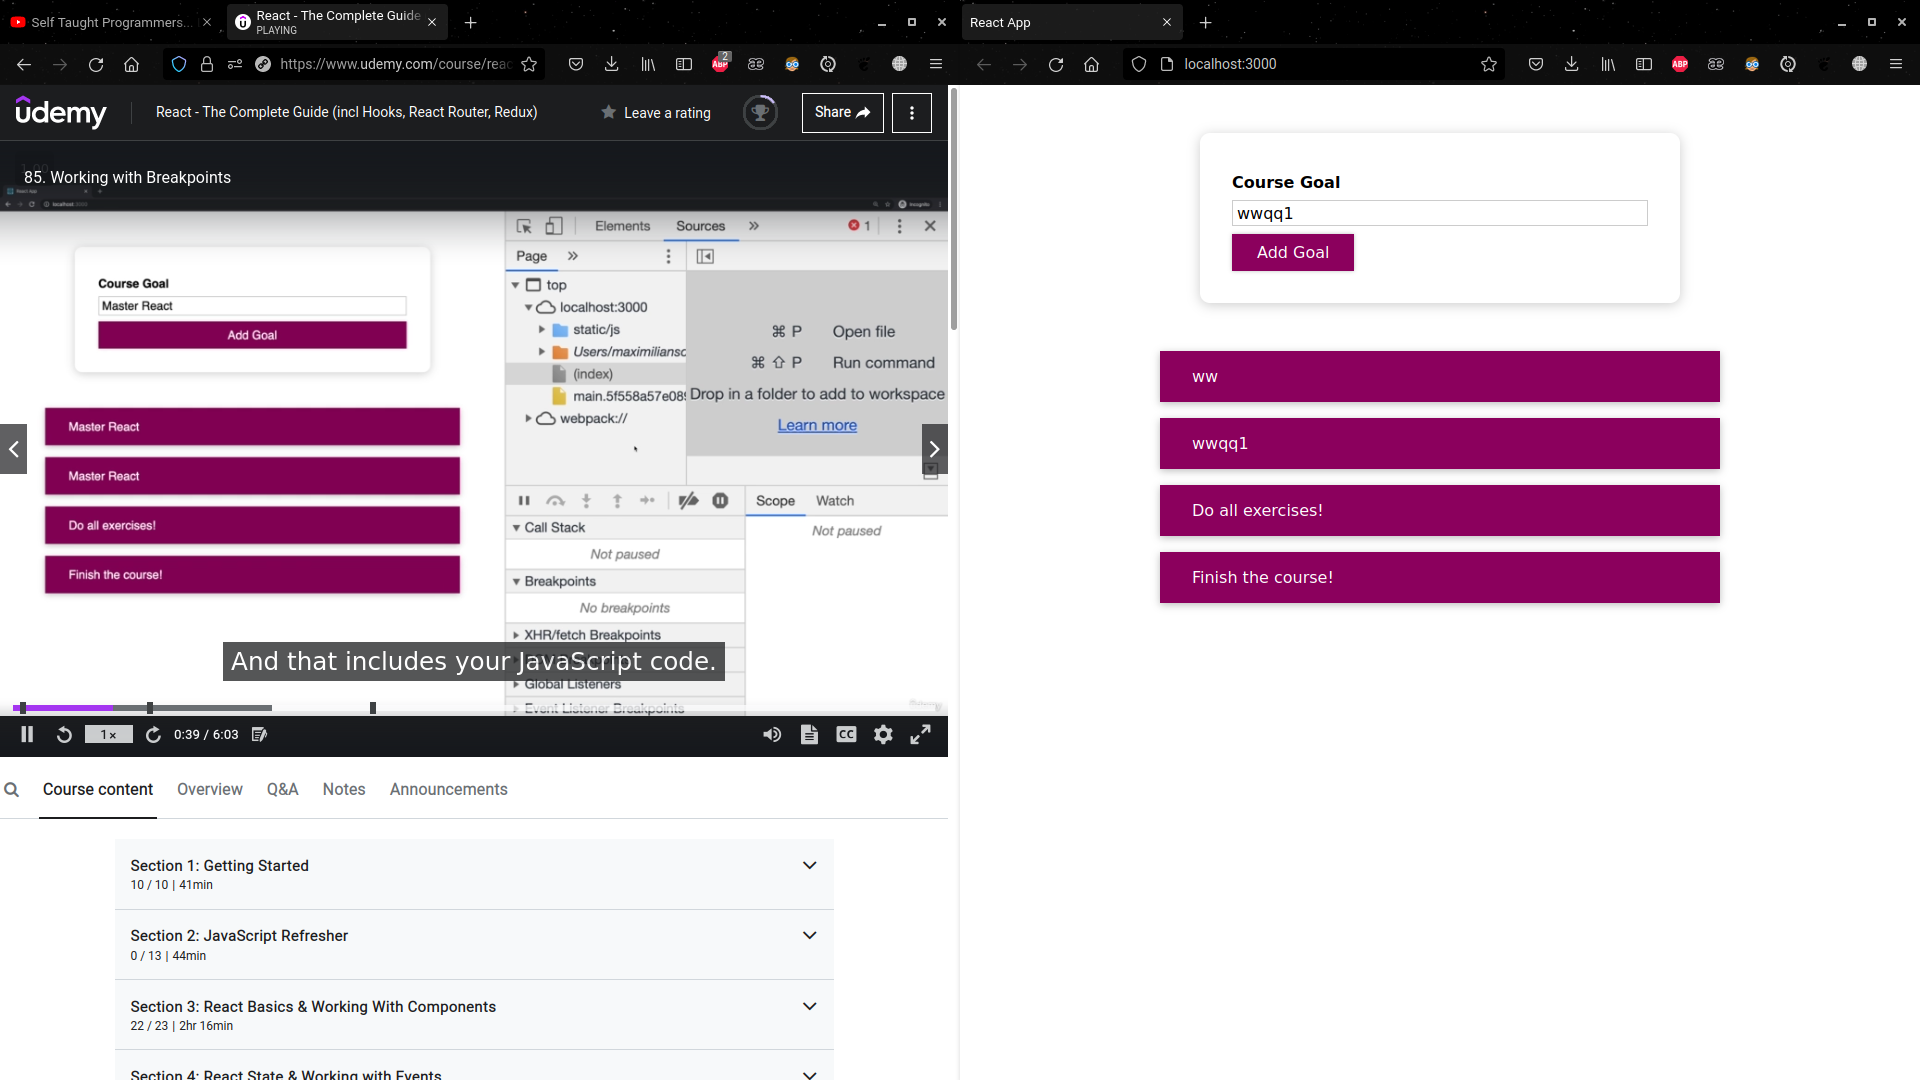 Self Taught Programmers...
React - The Complete Guide
PLAYING
https://www.udemy.com/course/reac
2
ûdemy
React - The Complete Guide (incl Hooks, React Router, Redux)
Leave a rating
Share
85. Working with Breakpoints
Course Goal
Master React
Add Goal
Master React
Master React
Do all exercises!
Finish the course!
Elements
Sources
1
Page
top
localhost:3000
static/js
Users/maximiliansc
(index)
main.5f558a57e089
webpack://
⌘ P Open file
⌘ ⇧ P Run command
Drop in a folder to add to workspace
Learn more
Scope
Watch
Not paused
Call Stack
Not paused
Breakpoints
No breakpoints
XHR/fetch Breakpoints
Global Listeners
Event Listener Breakpoints
And that includes your JavaScript code.
1×
0:39 / 6:03
CC
Course content
Overview
Q&A
Notes
Announcements
Section 1: Getting Started
10 / 10 | 41min
Section 2: JavaScript Refresher
0 / 13 | 44min
Section 3: React Basics & Working With Components
22 / 23 | 2hr 16min
Section 4: React State & Working with Events
React App
localhost:3000
ABP
Course Goal
wwqq1
Add Goal
ww
wwqq1
Do all exercises!
Finish the course!